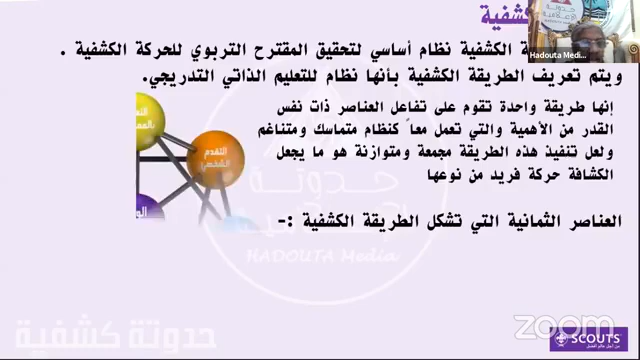 كشفية
الكشفية نظام أساسي لتحقيق المقترح التربوي للحركة الكشفية .
ويتم تعريف الطريقة الكشفية بأنها نظام للتعليم الذاتي التدريجي.
إنها طريقة واحدة تقوم على تفاعل العناصر ذات نفس
القدر من الأهمية والتي تعمل معاً كنظام متماسك ومتناغم
ولعل تنفيذ هذه الطريقة مجمعة ومتوازنة هو ما يجعل
الكشافة حركة فريد من نوعها
العناصر الثمانية التي تشكل الطريقة الكشفية :-
التقدم
الشخصي
حدوتة
الإعلامية
HADOUTA Media
Hadouta Medi...
حدوتة كشفية
zoom
SCOUTS